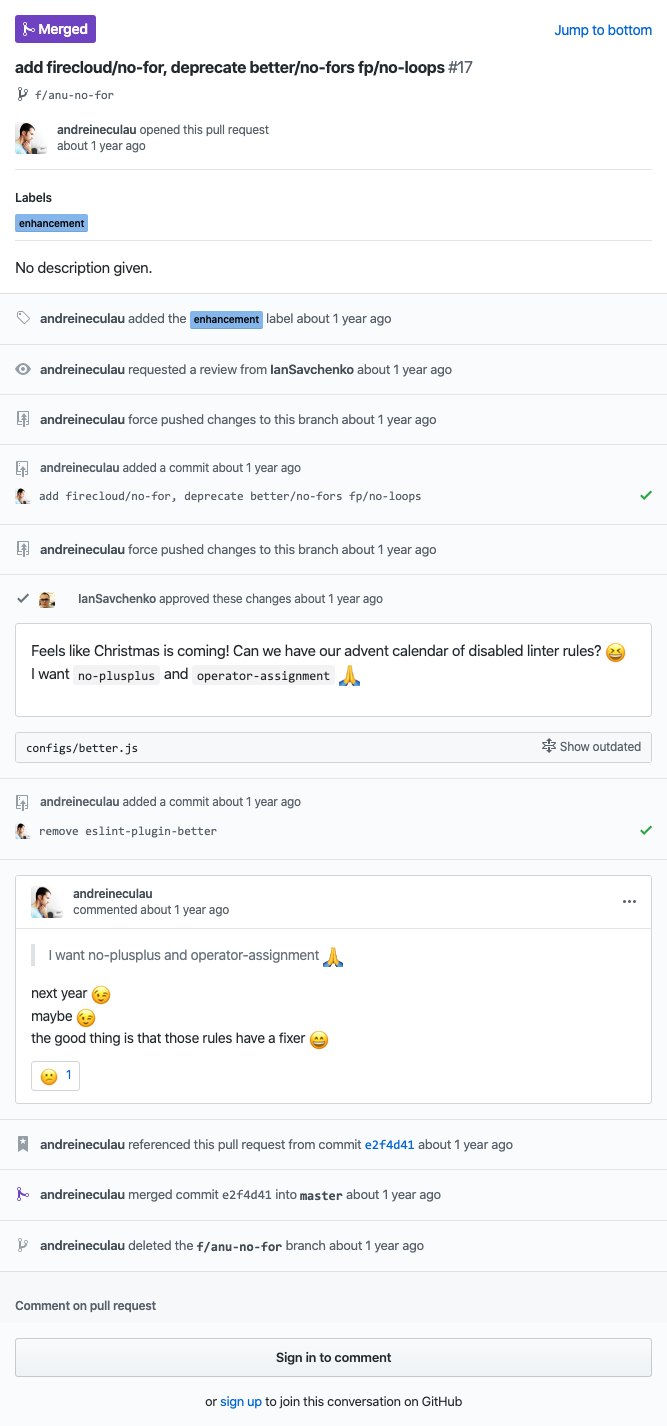 Merged
Jump to bottom
add firecloud/no-for, deprecate better/no-fors fp/no-loops #17
f/anu-no-for
andreineculau opened this pull request
about 1 year ago
Labels
enhancement
No description given.
andreineculau added the enhancement label about 1 year ago
andreineculau requested a review from IanSavchenko about 1 year ago
andreineculau force pushed changes to this branch about 1 year ago
andreineculau added a commit about 1 year ago
add firecloud/no-for, deprecate better/no-fors fp/no-loops
andreineculau force pushed changes to this branch about 1 year ago
IanSavchenko approved these changes about 1 year ago
Feels like Christmas is coming! Can we have our advent calendar of disabled linter rules? 😆
I want no-plusplus and operator-assignment 🙏
configs/better.js
Show outdated
andreineculau added a commit about 1 year ago
remove eslint-plugin-better
andreineculau
commented about 1 year ago
I want no-plusplus and operator-assignment 🙏
next year 😉
maybe 😉
the good thing is that those rules have a fixer 😄
😕 1
andreineculau referenced this pull request from commit e2f4d41 about 1 year ago
andreineculau merged commit e2f4d41 into master about 1 year ago
andreineculau deleted the f/anu-no-for branch about 1 year ago
Comment on pull request
Sign in to comment
or sign up to join this conversation on GitHub